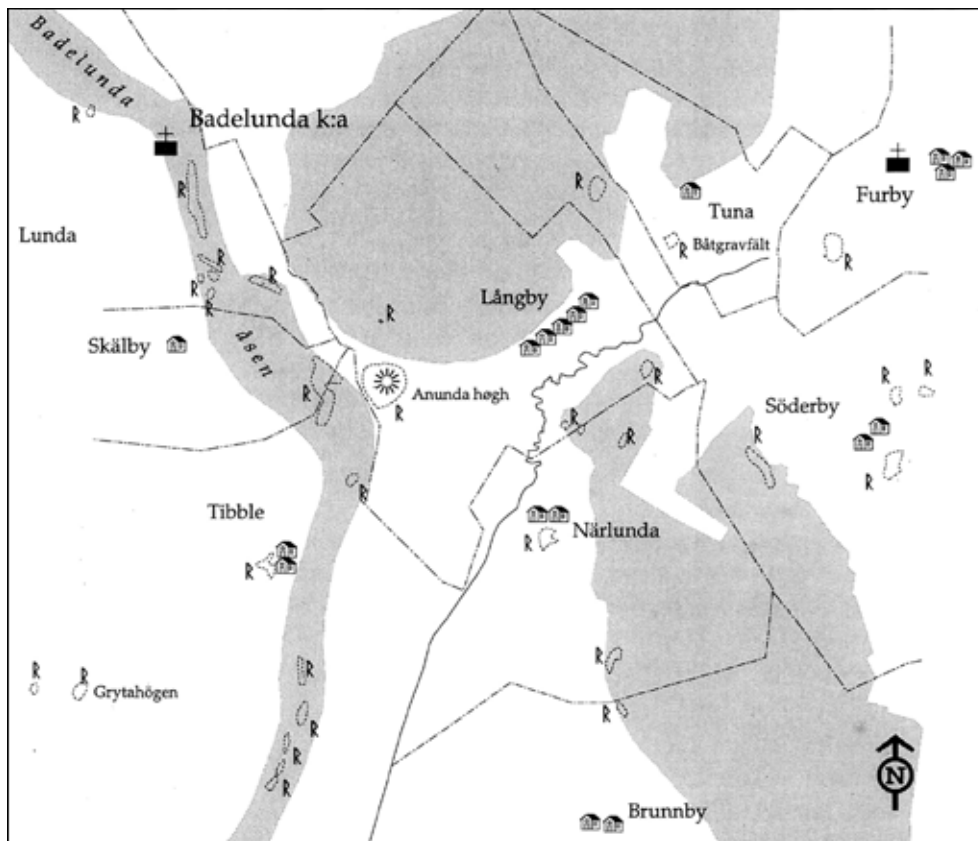 Badelunda
R
Badelunda k:a
R
Furby
R
Tuna
Lunda
Båtgravfält
R
R
R
R
R
R
Långby
R
Skälby
åsen
R
R
R
Anunda høgh
R
R
R
Söderby
R
R
R
R
R
Tibble
Närlunda
R
R
R
R
R
R
Grytahögen
R
R
R
R
N
Brunnby